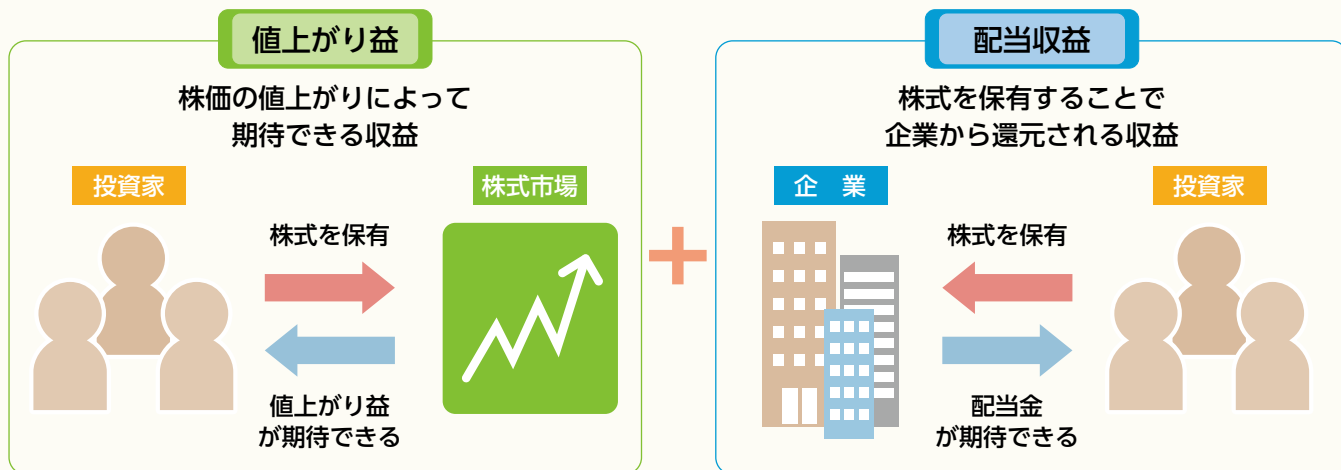 値上がり益
株価の値上がりによって
期待できる収益
投資家
株式市場
株式を保有
値上がり益
が期待できる
配当収益
株式を保有することで
企業から還元される収益
企　業
投資家
株式を保有
配当金
が期待できる